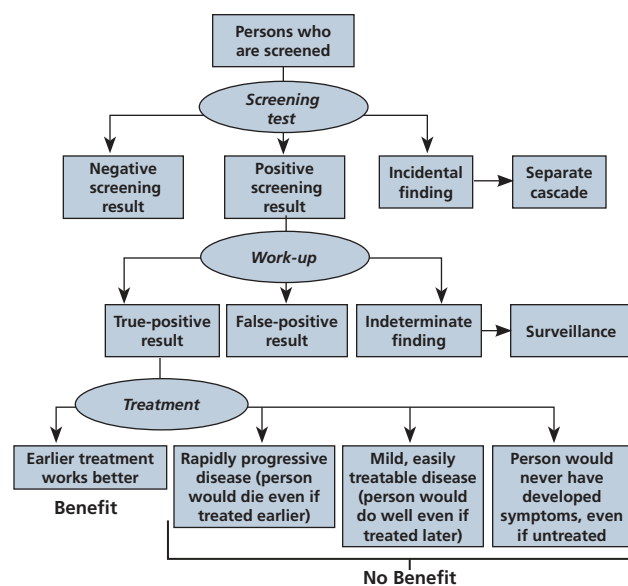 Persons who
are screened
Screening
test
Negative
screening
result
Positive
screening
result
Incidental
finding
Separate
cascade
Work-up
True-positive
result
False-positive
result
Indeterminate
finding
Surveillance
Treatment
Earlier treatment
works better
Rapidly progressive
disease (person
would die even if
treated earlier)
Mild, easily
treatable disease
(person would
do well even if
treated later)
Person would
never have
developed
symptoms, even
if untreated
Benefit
No Benefit